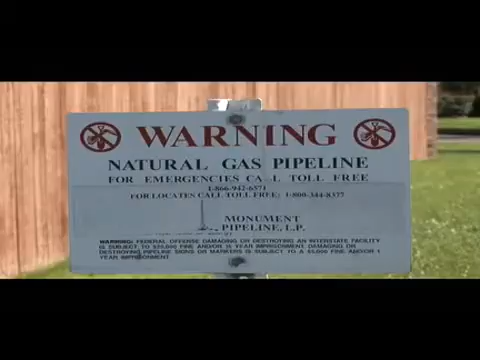 WARNING
NATURAL GAS PIPELINE
FOR EMERGENCIES CALL TOLL FREE
1-866-942-6571
FOR LOCATES CALL TOLL FREE: 1-800-344-8377
MONUMENT
PIPELINE, L.P.
WARNING: FEDERAL OFFENSE DAMAGING OR DESTROYING AN INTERSTATE FACILITY
IS SUBJECT TO $25,000 FINE AND/OR 15 YEAR IMPRISONMENT. DAMAGING OR
DESTROYING PIPELINE SIGNS OR MARKERS IS SUBJECT TO A $5,000 FINE AND/OR 1
YEAR IMPRISONMENT